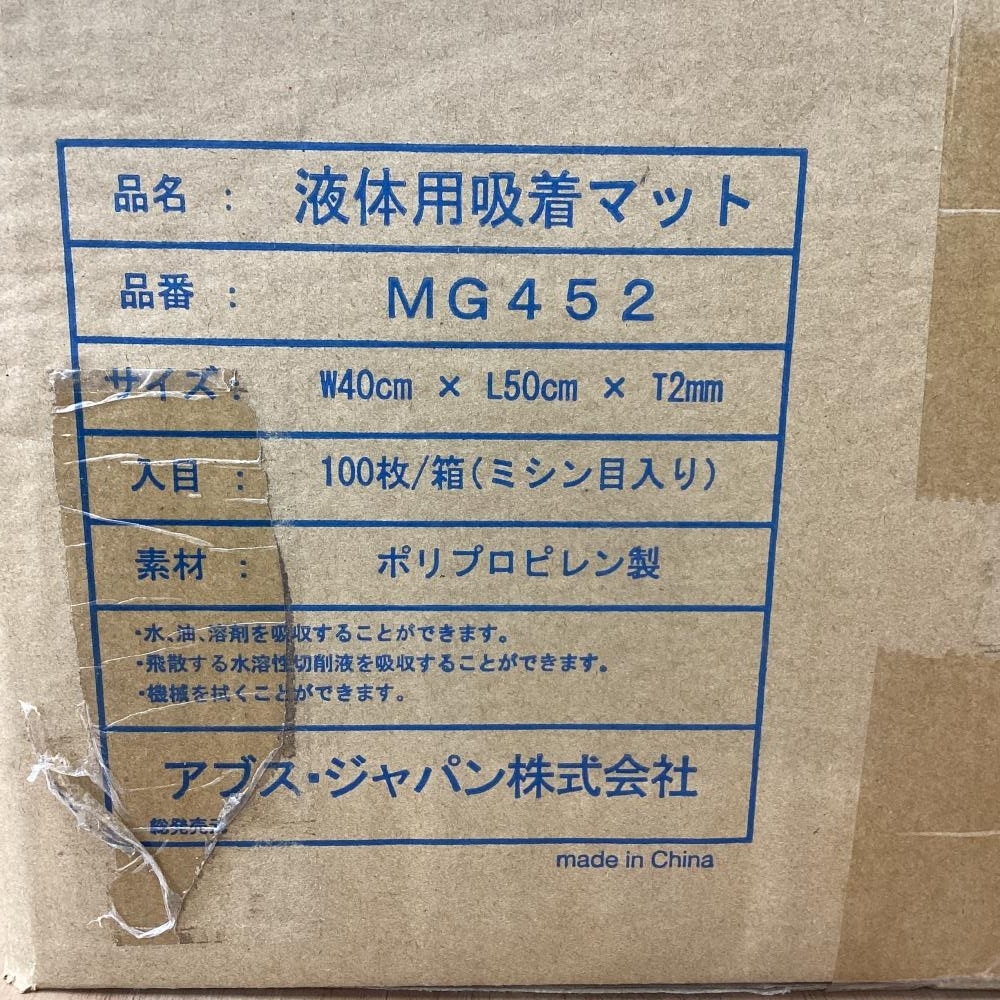 品名 : 液体用吸着マット
品番 : MG452
サイズ : W40cm × L50cm × T2mm
入目 : 100枚/箱(ミシン目入り)
素材 : ポリプロピレン製
・水、油、溶剤を吸収することができます。
・飛散する水溶性切削液を吸収することができます。
・機械を拭くことができます。
アブス・ジャパン株式会社
総発売元
made in China